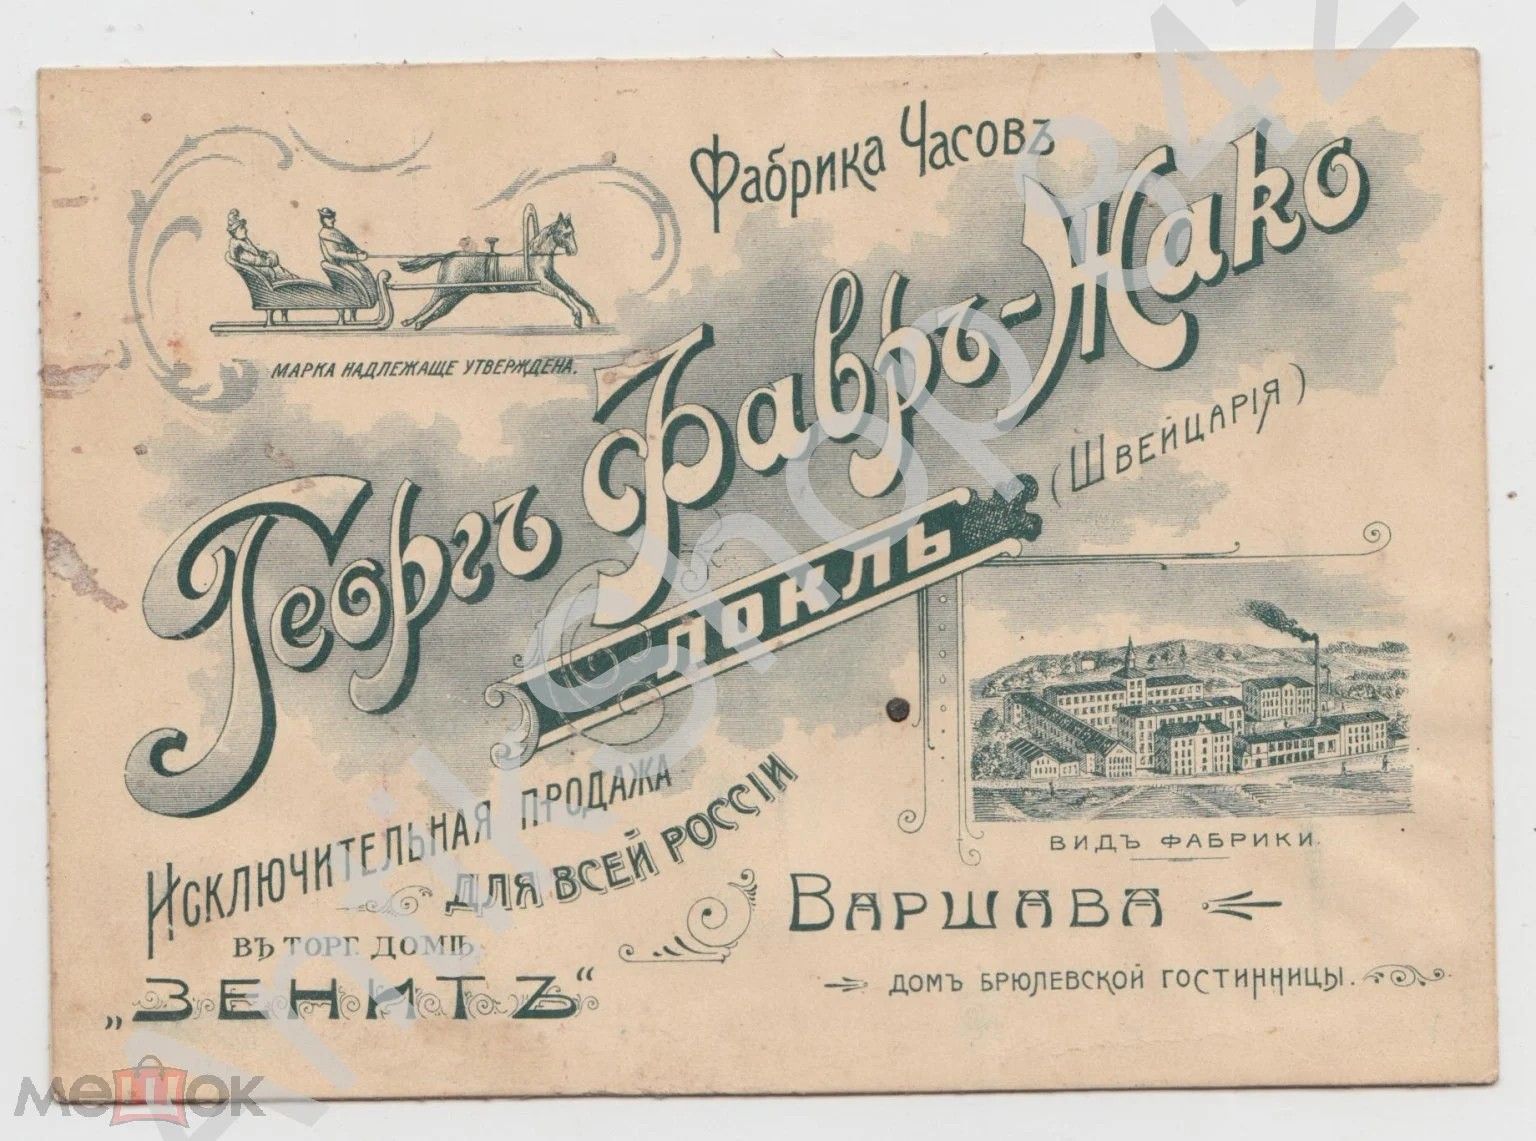 Фабрика Часовъ
МАРКА НАДЛЕЖАЩЕ УТВЕРЖДЕНА.
Георгъ Фавръ-Жако
ЛОКЛЬ
(ШВЕЙЦАРІЯ)
ВИДЪ ФАБРИКИ.
Исключительная продажа
для всей Россіи
ВЪ ТОРГ. ДОМѢ
„ЗЕНИТЪ“
ВАРШАВА
ДОМЪ БРЮЛЕВСКОЙ ГОСТИННИЦЫ.
мешок